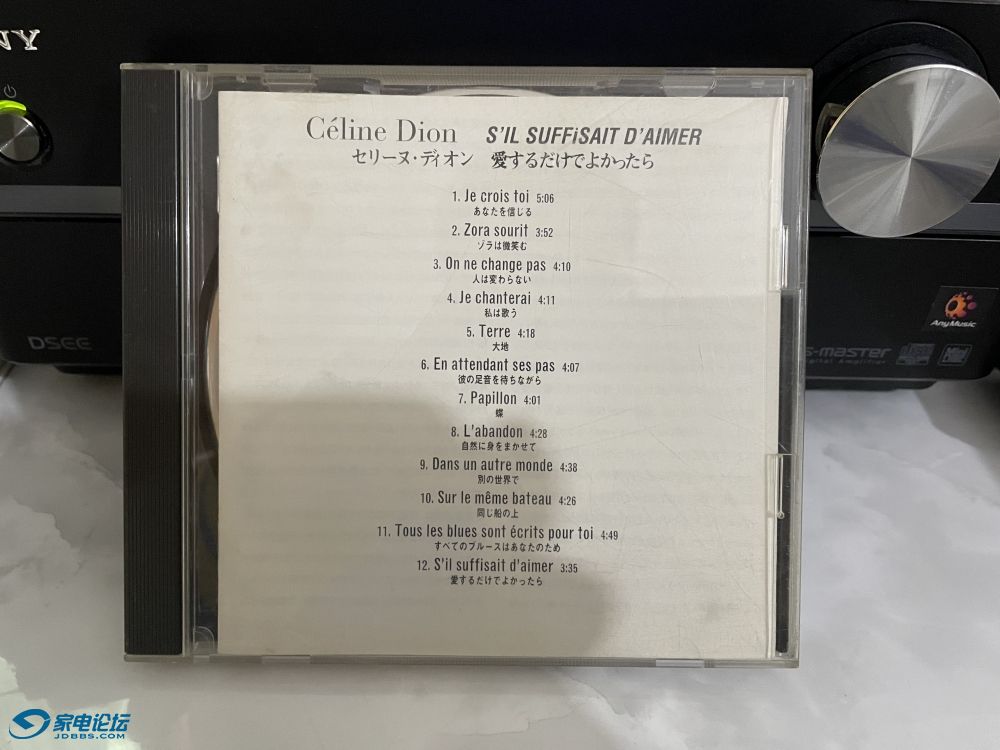 NY
Céline Dion S'IL SUFFiSAIT D'AIMER
セリーヌ・ディオン 愛するだけでよかったら
1. Je crois toi 5:06
あなたを信じる
2. Zora sourit 3:52
ゾラは微笑む
3. On ne change pas 4:10
人は変わらない
4. Je chanterai 4:11
私は歌う
5. Terre 4:18
大地
6. En attendant ses pas 4:07
彼の足音を待ちながら
7. Papillon 4:01
蝶
8. L'abandon 4:28
自然に身をまかせて
9. Dans un autre monde 4:38
別の世界で
10. Sur le même bateau 4:26
同じ船の上
11. Tous les blues sont écrits pour toi 4:49
すべてのブルースはあなたのため
12. S'il suffisait d'aimer 3:35
愛するだけでよかったら
DSEE
AnyMusic
s-master
Digital Amplifier
家电论坛
JDBBS.COM